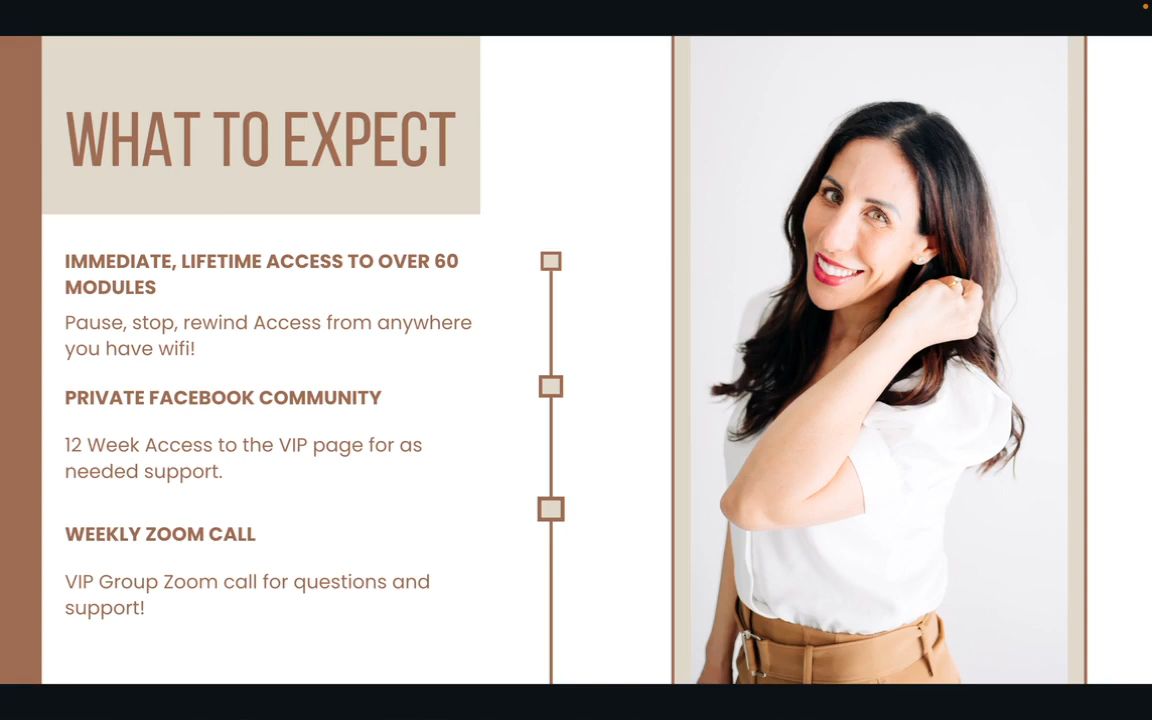 WHAT TO EXPECT
IMMEDIATE, LIFETIME ACCESS TO OVER 60
MODULES
Pause, stop, rewind Access from anywhere
you have wifi!
PRIVATE FACEBOOK COMMUNITY
12 Week Access to the VIP page for as
needed support.
WEEKLY ZOOM CALL
VIP Group Zoom call for questions and
support!